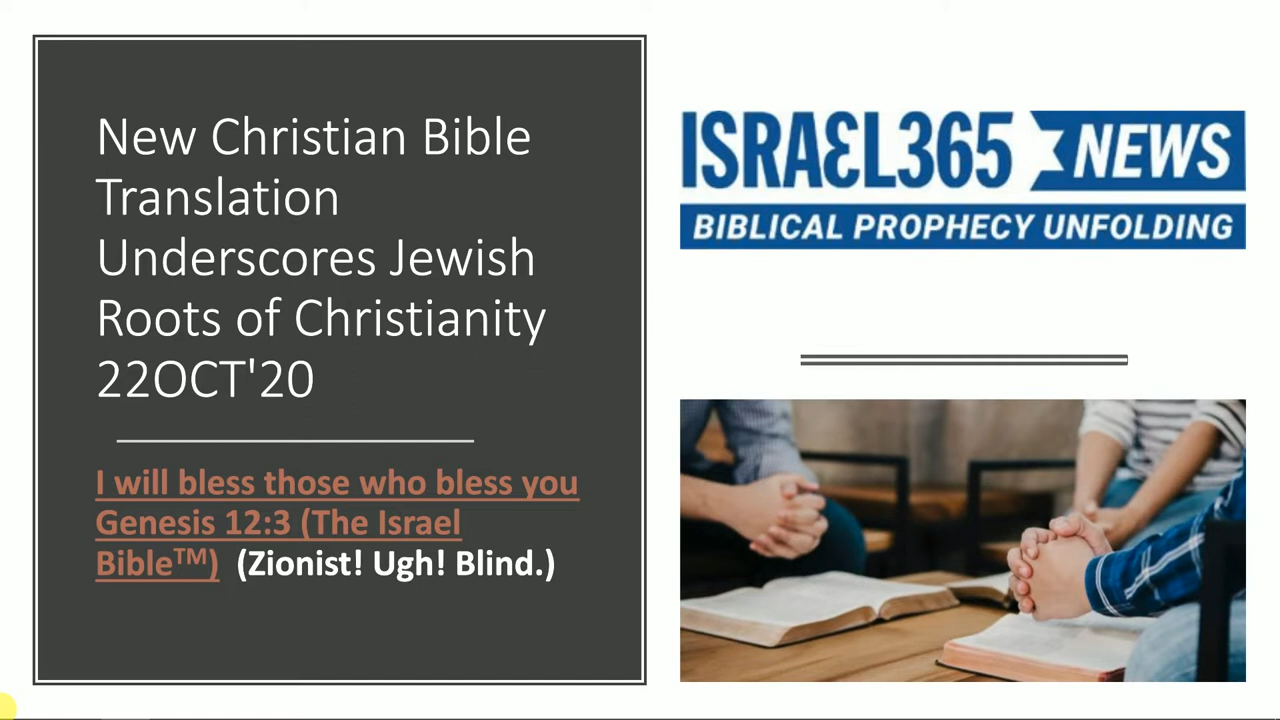 New Christian Bible
Translation
Underscores Jewish
Roots of Christianity
22OCT'20
I will bless those who bless you
Genesis 12:3 (The Israel
Bible™) (Zionist! Ugh! Blind.)
ISRAƐL365 NEWS
BIBLICAL PROPHECY UNFOLDING